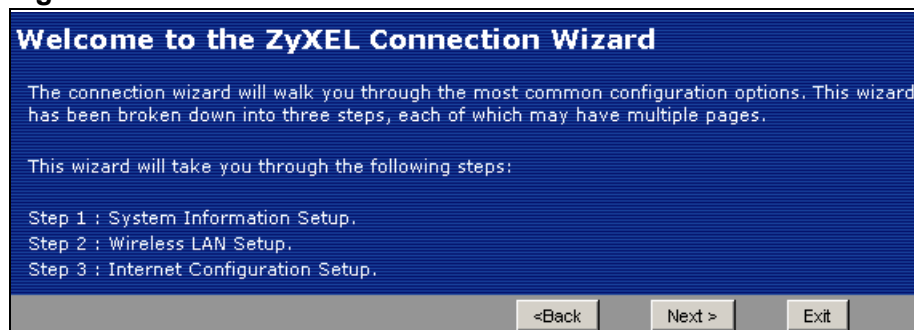 Welcome to the ZyXEL Connection Wizard
The connection wizard will walk you through the most common configuration options. This wizard
has been broken down into three steps, each of which may have multiple pages.
This wizard will take you through the following steps:
Step 1 : System Information Setup.
Step 2 : Wireless LAN Setup.
Step 3 : Internet Configuration Setup.
<Back Next > Exit